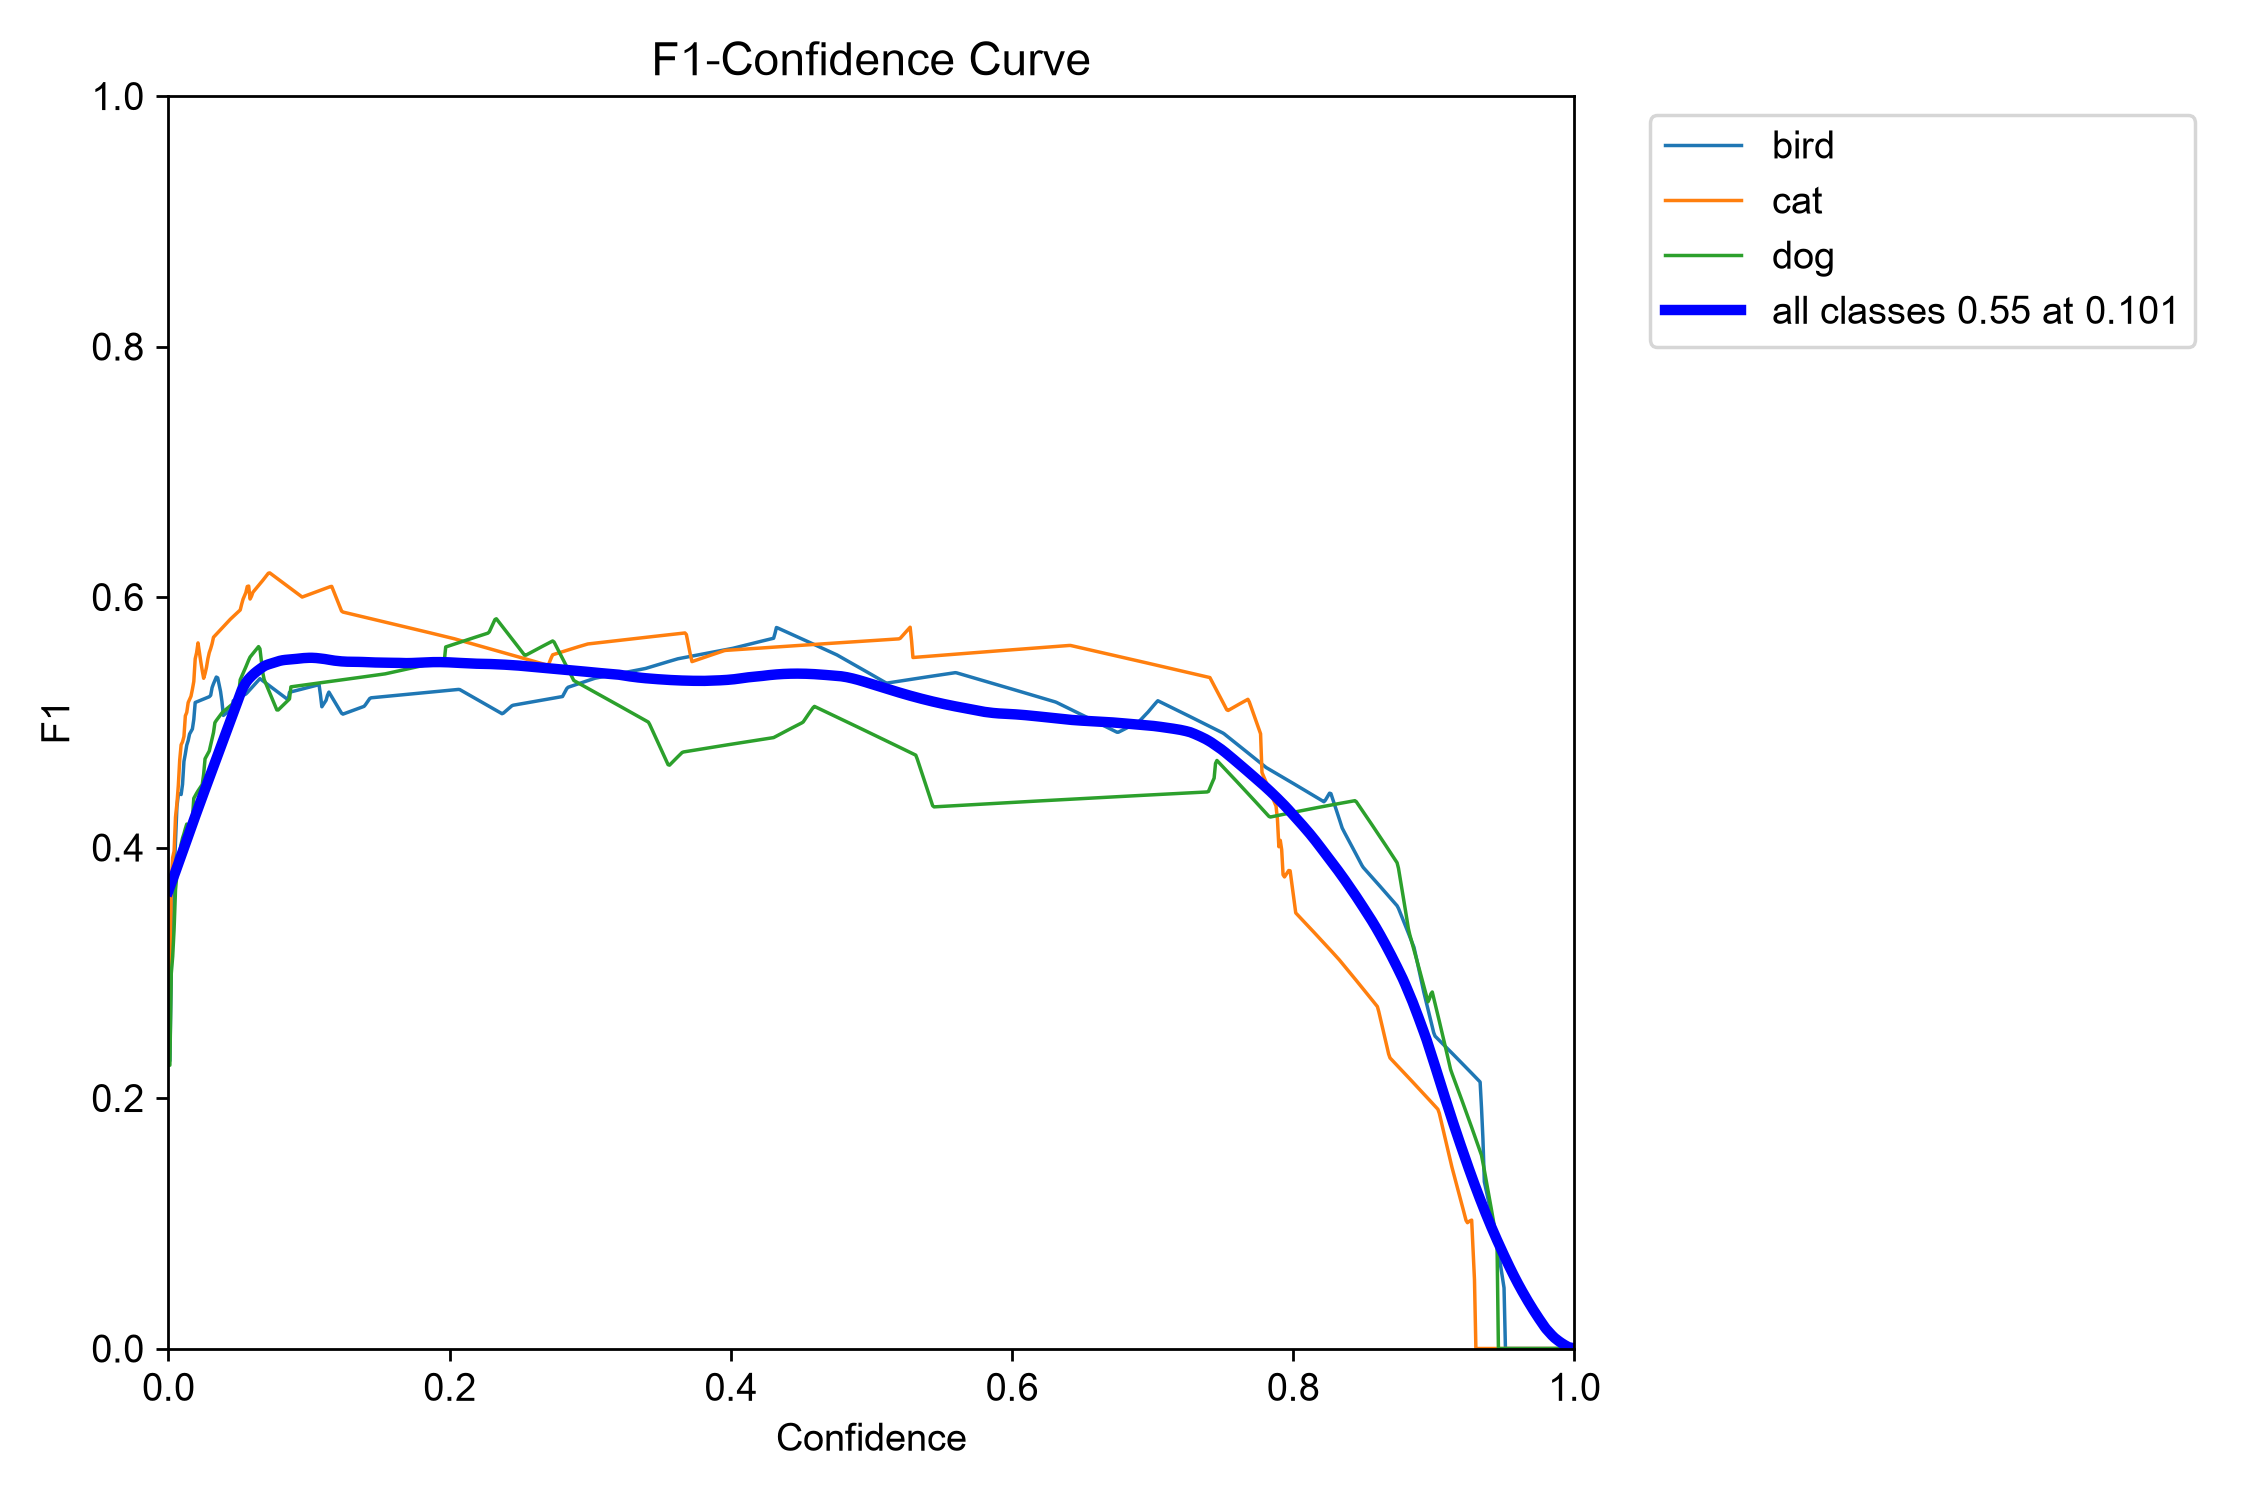 F1-Confidence Curve
1.0
0.8
0.6
0.4
0.2
0.0
F1
0.0 0.2 0.4 0.6 0.8 1.0
Confidence
bird
cat
dog
all classes 0.55 at 0.101